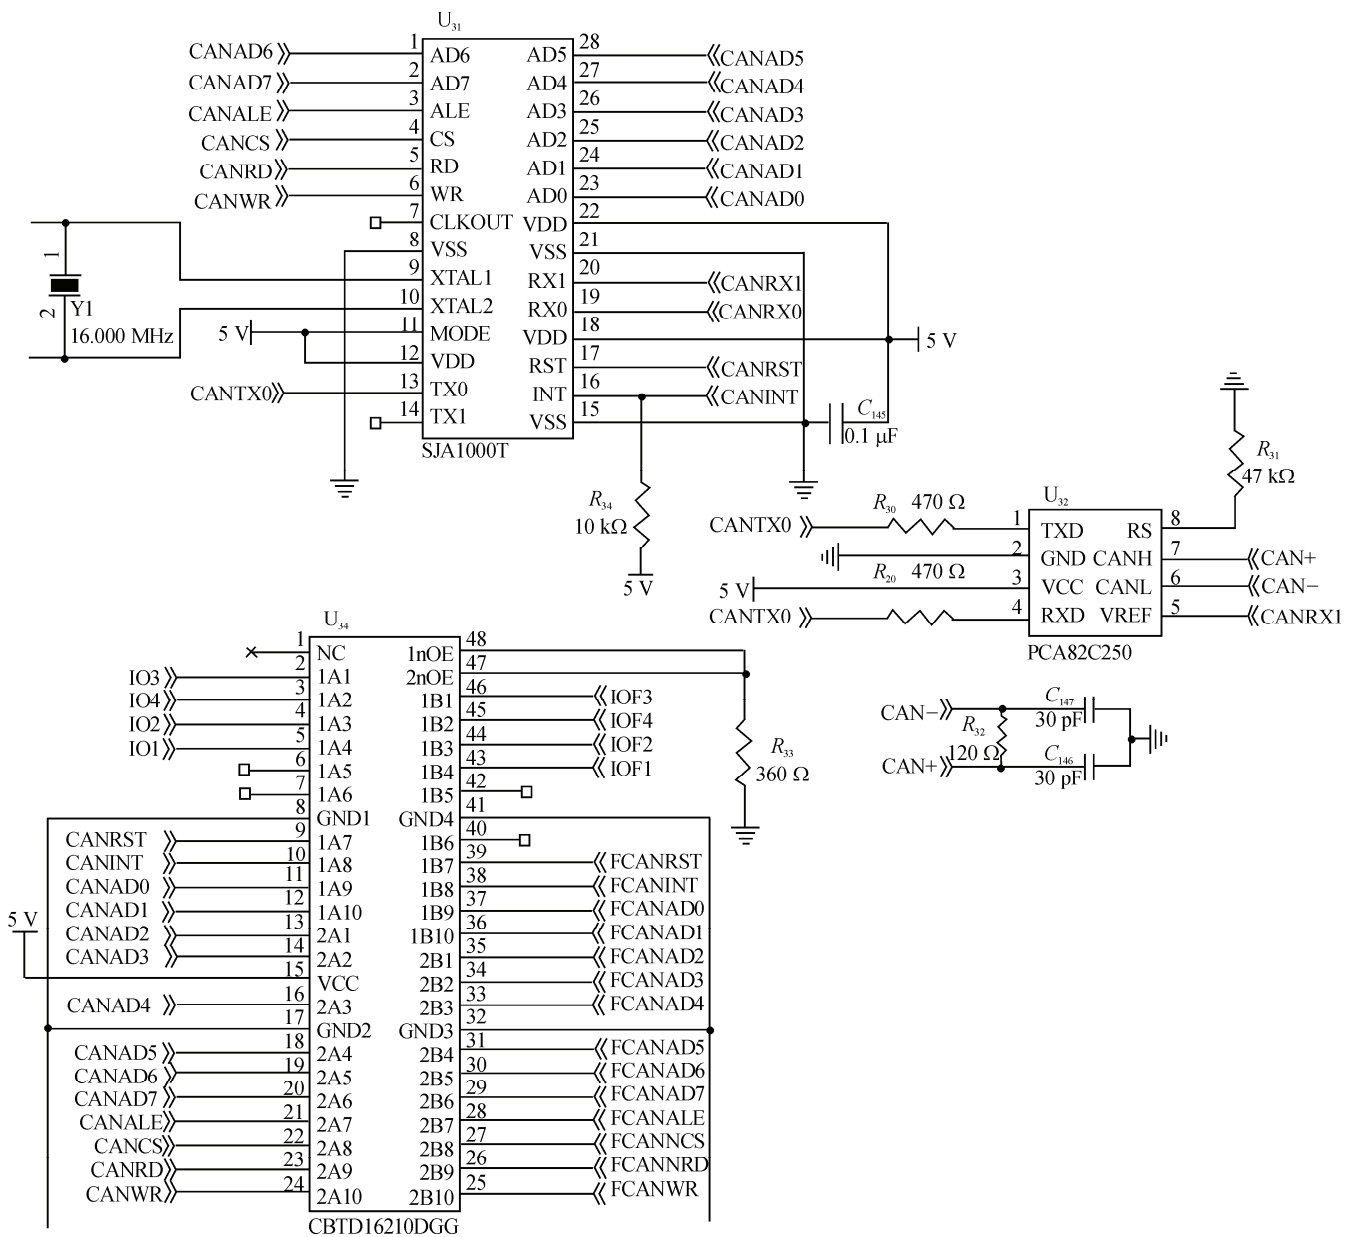 U31
CANAD6 1 AD6 AD5 28 CANAD5
CANAD7 2 AD7 AD4 27 CANAD4
CANALE 3 ALE AD3 26 CANAD3
CANCS 4 CS AD2 25 CANAD2
CANRD 5 RD AD1 24 CANAD1
CANWR 6 WR AD0 23 CANAD0
7 CLKOUT VDD 22
8 VSS VSS 21
9 XTAL1 RX1 20 CANRX1
10 XTAL2 RX0 19 CANRX0
5 V 11 MODE VDD 18 5 V
12 VDD RST 17 CANRST
CANTX0 13 TX0 INT 16 CANINT
14 TX1 VSS 15
SJA1000T
1
2 Y1
16.000 MHz
C145
0.1 μF
R34
10 kΩ
5 V
R31
47 kΩ
U32
CANTX0 R30 470 Ω 1 TXD RS 8
2 GND CANH 7 CAN+
R20 470 Ω
5 V 3 VCC CANL 6 CAN−
CANTX0 4 RXD VREF 5 CANRX1
PCA82C250
CAN− C147
R32 30 pF
120 Ω C146
CAN+ 30 pF
U34
1 NC 1nOE 48
2nOE 47
IO3 2 1A1 1B1 46 IOF3
IO4 3 1A2 1B2 45 IOF4
IO2 4 1A3 1B3 44 IOF2
IO1 5 1A4 1B4 43 IOF1
6 1A5 1B5 42
7 1A6
8 GND1 GND4 41
1B6 40
R33
360 Ω
CANRST 9 1A7 1B7 39 FCANRST
CANINT 10 1A8 1B8 38 FCANINT
CANAD0 11 1A9 1B9 37 FCANAD0
CANAD1 12 1A10 1B10 36 FCANAD1
CANAD2 13 2A1 2B1 35 FCANAD2
CANAD3 14 2A2 2B2 34 FCANAD3
5 V 15 VCC
CANAD4 16 2A3 2B3 33 FCANAD4
17 GND2 GND3 32
CANAD5 18 2A4 2B4 31 FCANAD5
CANAD6 19 2A5 2B5 30 FCANAD6
CANAD7 20 2A6 2B6 29 FCANAD7
CANALE 21 2A7 2B7 28 FCANALE
CANCS 22 2A8 2B8 27 FCANNCS
CANRD 23 2A9 2B9 26 FCANNRD
CANWR 24 2A10 2B10 25 FCANWR
CBTD16210DGG